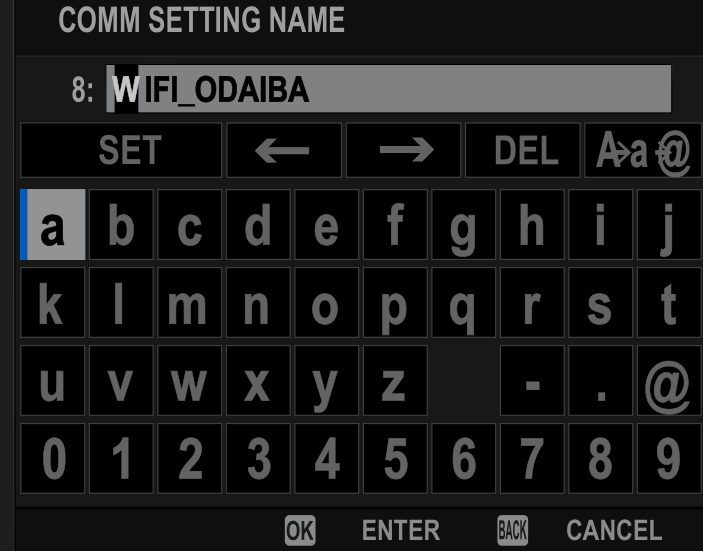 COMM SETTING NAME
8: WIFI_ODAIBA
SET ← → DEL A→a→@
a b c d e f g h i j
k l m n o p q r s t
u v w x y z - . @
0 1 2 3 4 5 6 7 8 9
OK ENTER BACK CANCEL